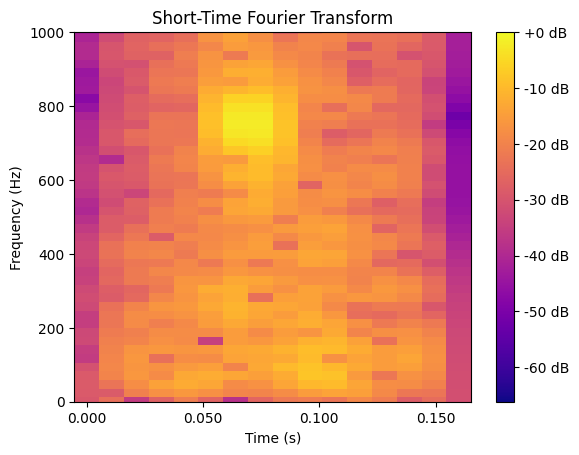 Short-Time Fourier Transform
1000
800
600
400
200
0
Frequency (Hz)
0.000
0.050
0.100
0.150
Time (s)
+0 dB
-10 dB
-20 dB
-30 dB
-40 dB
-50 dB
-60 dB